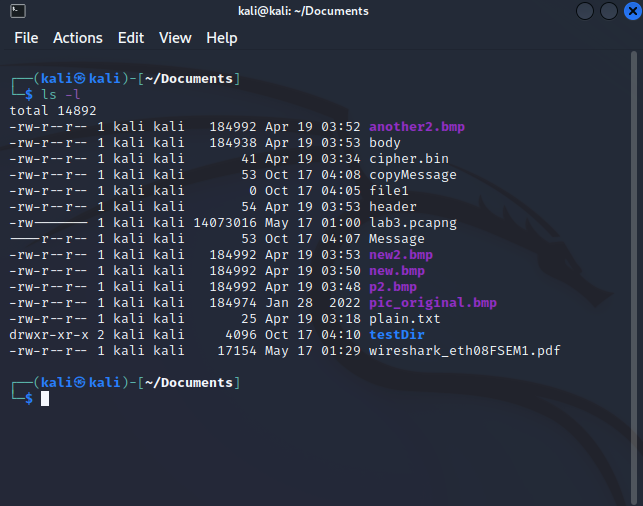 kali@kali: ~/Documents
File Actions Edit View Help
┌──(kali㉿kali)-[~/Documents]
└─$ ls -l
total 14892
-rw-r--r-- 1 kali kali   184992 Apr 19 03:52 another2.bmp
-rw-r--r-- 1 kali kali   184938 Apr 19 03:53 body
-rw-r--r-- 1 kali kali       41 Apr 19 03:34 cipher.bin
-rw-r--r-- 1 kali kali       53 Oct 17 04:08 copyMessage
-rw-r--r-- 1 kali kali        0 Oct 17 04:05 file1
-rw-r--r-- 1 kali kali       54 Apr 19 03:53 header
-rw------- 1 kali kali 14073016 May 17 01:00 lab3.pcapng
----r--r-- 1 kali kali       53 Oct 17 04:07 Message
-rw-r--r-- 1 kali kali   184992 Apr 19 03:53 new2.bmp
-rw-r--r-- 1 kali kali   184992 Apr 19 03:50 new.bmp
-rw-r--r-- 1 kali kali   184992 Apr 19 03:48 p2.bmp
-rw-r--r-- 1 kali kali   184974 Jan 28  2022 pic_original.bmp
-rw-r--r-- 1 kali kali       25 Apr 19 03:18 plain.txt
drwxr-xr-x 2 kali kali     4096 Oct 17 04:10 testDir
-rw-r--r-- 1 kali kali    17154 May 17 01:29 wireshark_eth08FSEM1.pdf
┌──(kali㉿kali)-[~/Documents]
└─$